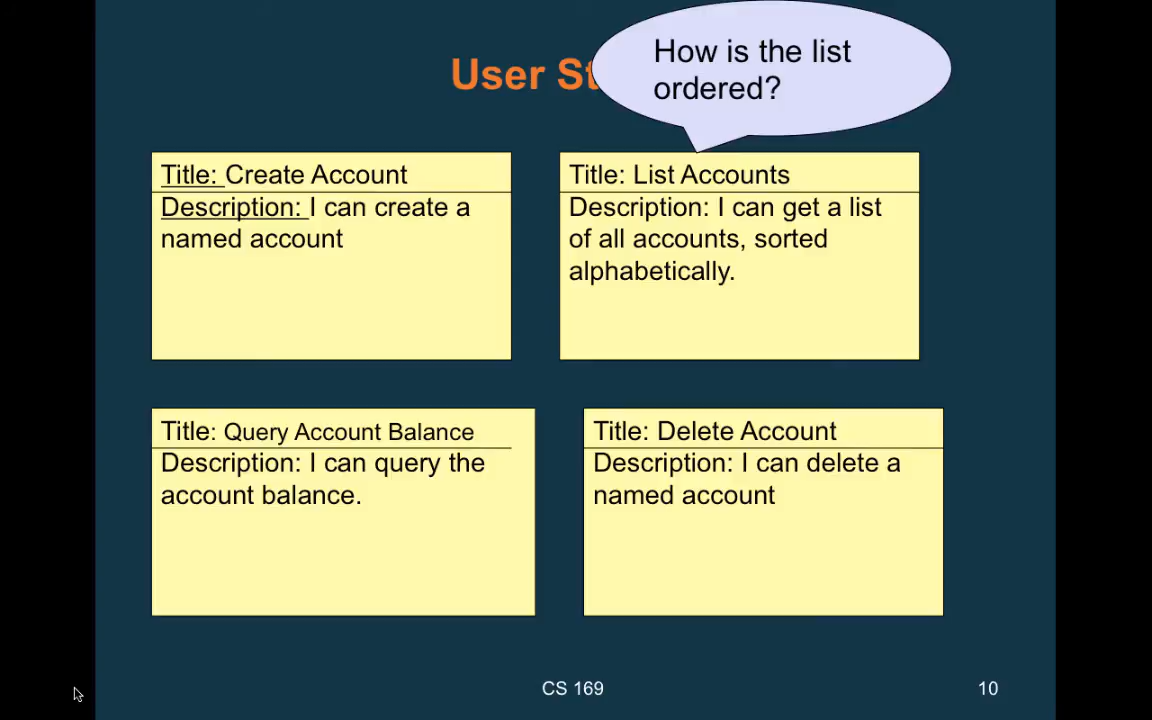 User St
How is the list
ordered?
Title: Create Account
Description: I can create a
named account
Title: List Accounts
Description: I can get a list
of all accounts, sorted
alphabetically.
Title: Query Account Balance
Description: I can query the
account balance.
Title: Delete Account
Description: I can delete a
named account
CS 169
10